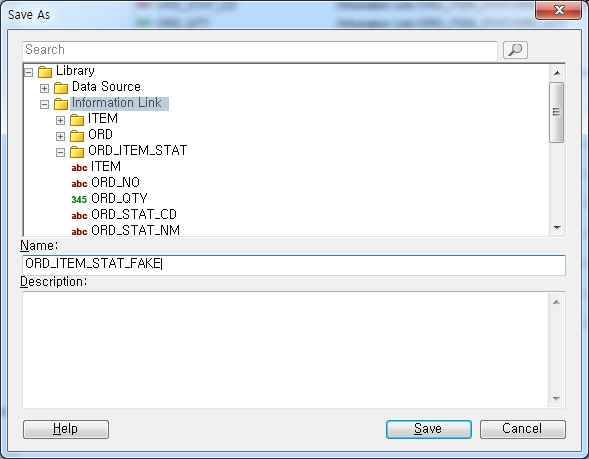 Save As
Search
Library
Data Source
Information Link
ITEM
ORD
ORD_ITEM_STAT
abc ITEM
abc ORD_NO
345 ORD_QTY
abc ORD_STAT_CD
abc ORD_STAT_NM
Name:
ORD_ITEM_STAT_FAKE
Description:
Help
Save
Cancel